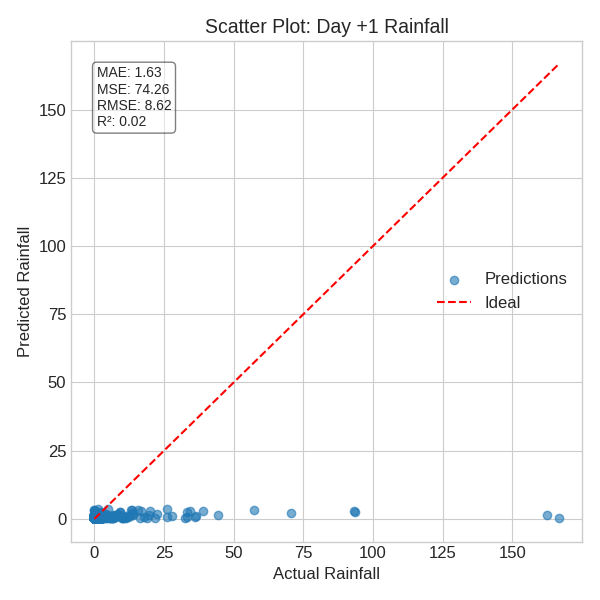 Scatter Plot: Day +1 Rainfall
MAE: 1.63
MSE: 74.26
RMSE: 8.62
R²: 0.02
150
125
100
75
50
25
0
Predicted Rainfall
Predictions
Ideal
0 25 50 75 100 125 150
Actual Rainfall